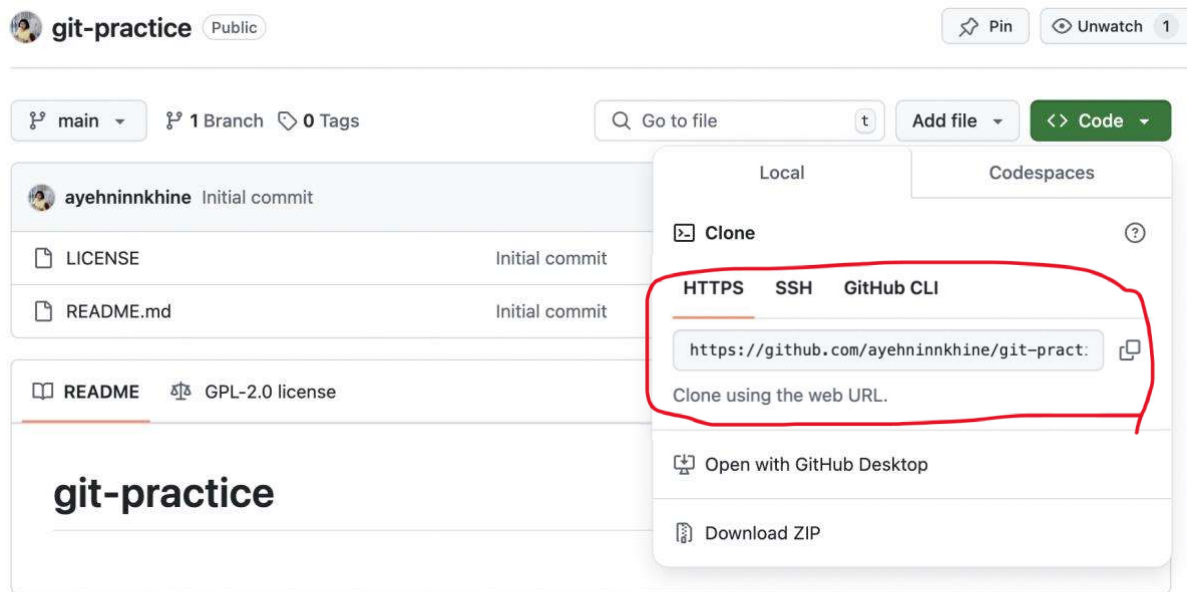 git-practice Public Pin Unwatch 1
main 1 Branch 0 Tags Go to file t Add file Code
Local Codespaces
ayehninnkhine Initial commit
Clone
LICENSE Initial commit
HTTPS SSH GitHub CLI
README.md Initial commit
https://github.com/ayehninnkhine/git-pract
Clone using the web URL.
README GPL-2.0 license
Open with GitHub Desktop
git-practice
Download ZIP